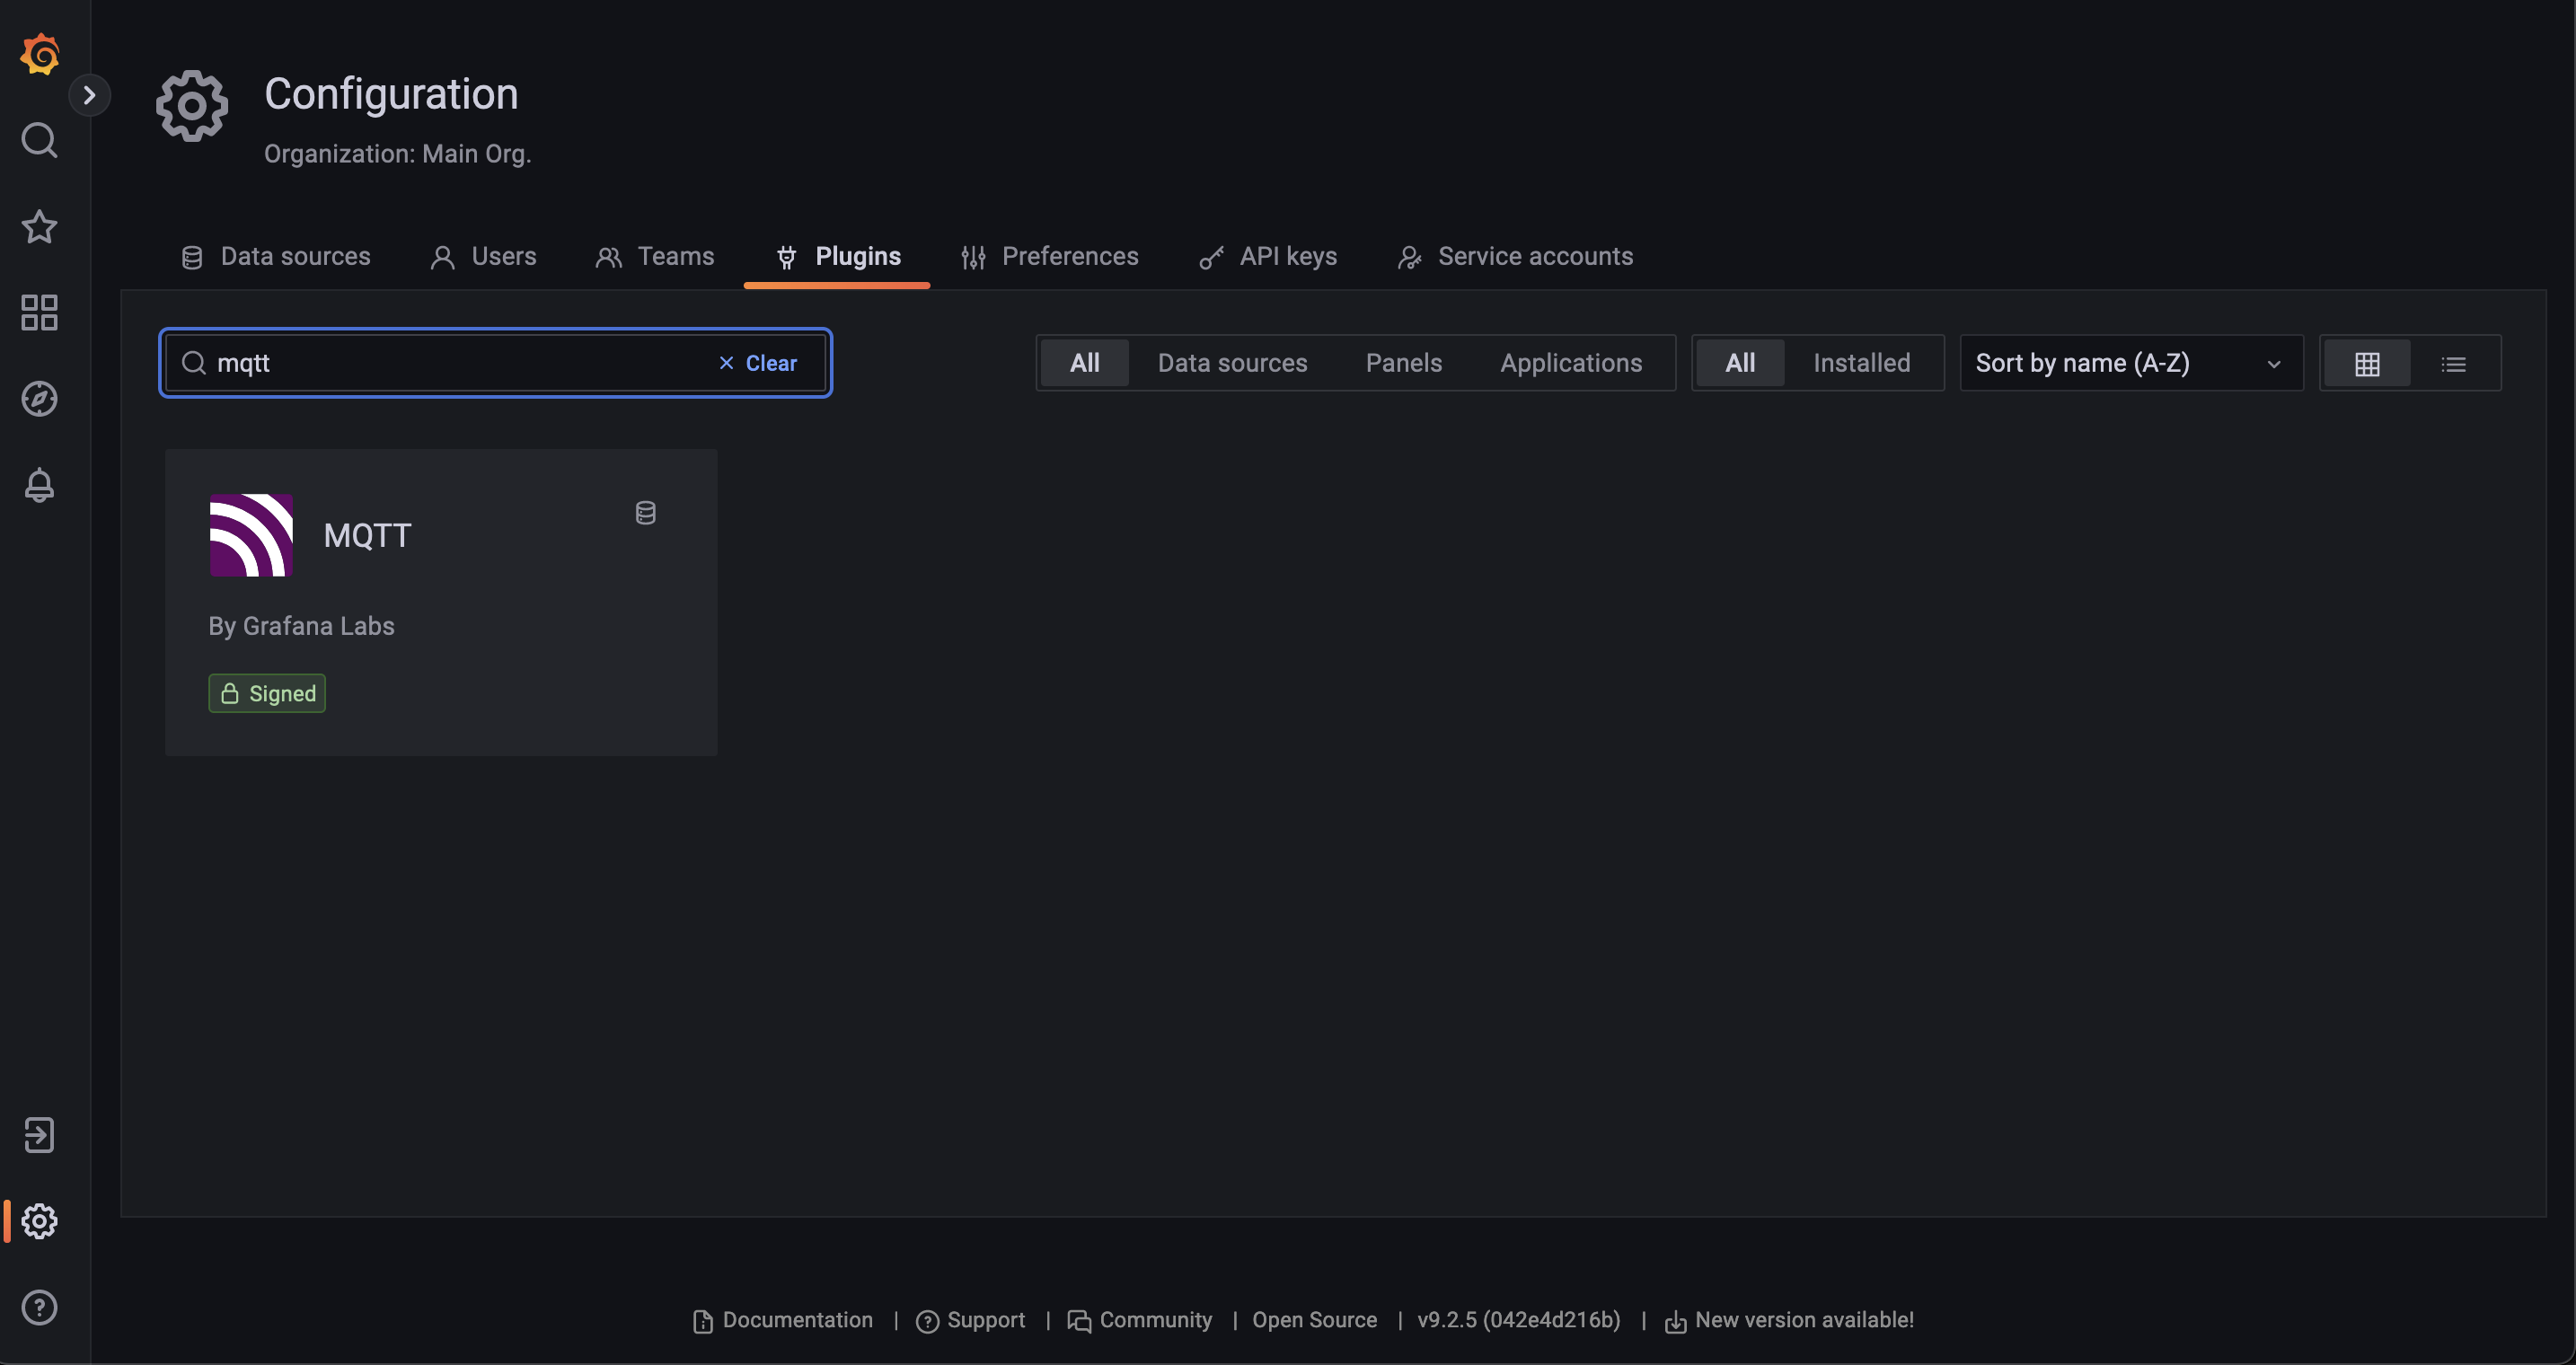 Configuration
Organization: Main Org.
Data sources Users Teams Plugins Preferences API keys Service accounts
mqtt Clear All Data sources Panels Applications All Installed Sort by name (A-Z)
MQTT
By Grafana Labs
Signed
Documentation | Support | Community | Open Source | v9.2.5 (042e4d216b) | New version available!